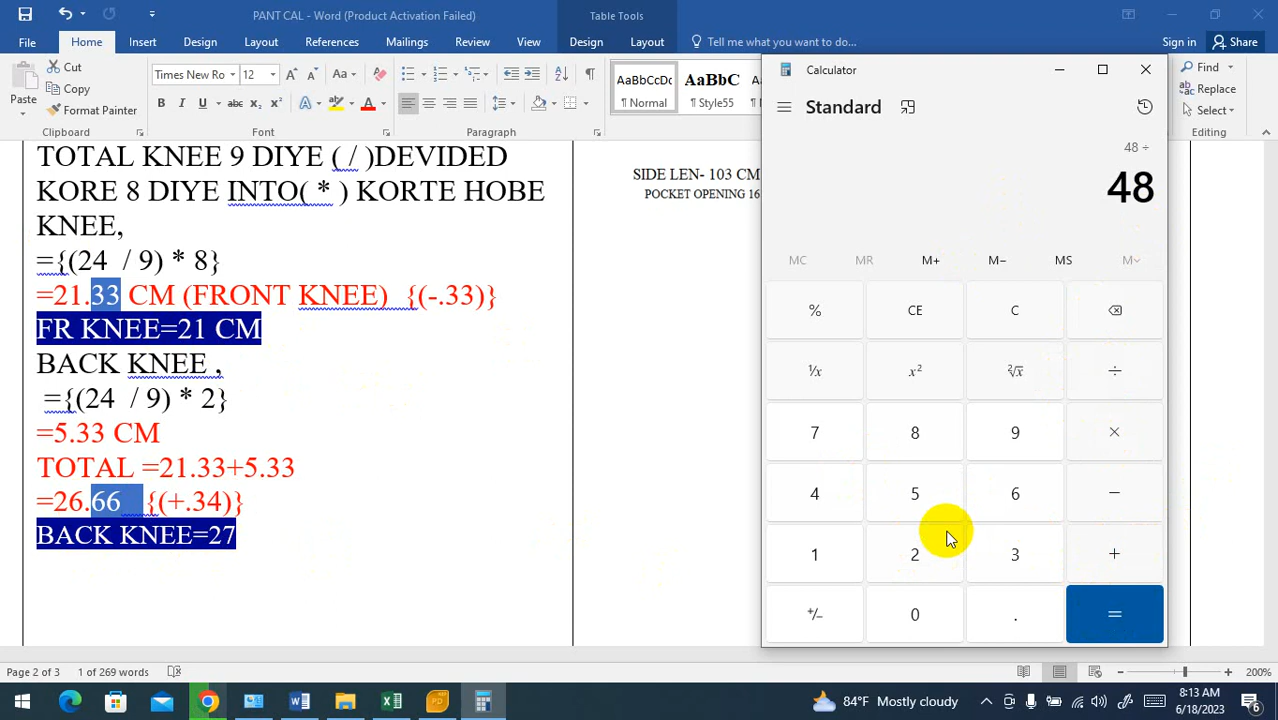 PANT CAL - Word (Product Activation Failed)
Table Tools
File
Home
Insert
Design
Layout
References
Mailings
Review
View
Design
Layout
Tell me what you want to do...
Sign in
Share
Paste
Cut
Copy
Format Painter
Clipboard
Times New Ro
12
Aa
B I U abc x₂ x²
A
Font
Paragraph
AaBbCcDc
¶ Normal
AaBbC
¶ Style55
Find
Replace
Select
Editing
TOTAL KNEE 9 DIYE ( / )DEVIDED
KORE 8 DIYE INTO( * ) KORTE HOBE
KNEE,
={(24 / 9) * 8}
=21.33 CM (FRONT KNEE) {(-.33)}
FR KNEE=21 CM
BACK KNEE ,
={(24 / 9) * 2}
=5.33 CM
TOTAL =21.33+5.33
=26.66 {(+.34)}
BACK KNEE=27
SIDE LEN- 103 CM
POCKET OPENING 16
Calculator
Standard
48 ÷
48
MC MR M+ M− MS M˅
% CE C
¹/x x² ²√x ÷
7 8 9 ×
4 5 6 −
1 2 3 +
+/− 0 . =
Page 2 of 3
1 of 269 words
200%
84°F Mostly cloudy
8:13 AM
6/18/2023
6